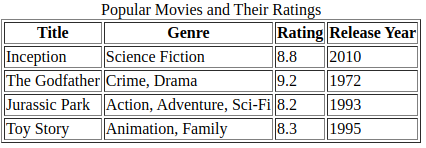 Popular Movies and Their Ratings
Title Genre Rating Release Year
Inception Science Fiction 8.8 2010
The Godfather Crime, Drama 9.2 1972
Jurassic Park Action, Adventure, Sci-Fi 8.2 1993
Toy Story Animation, Family 8.3 1995